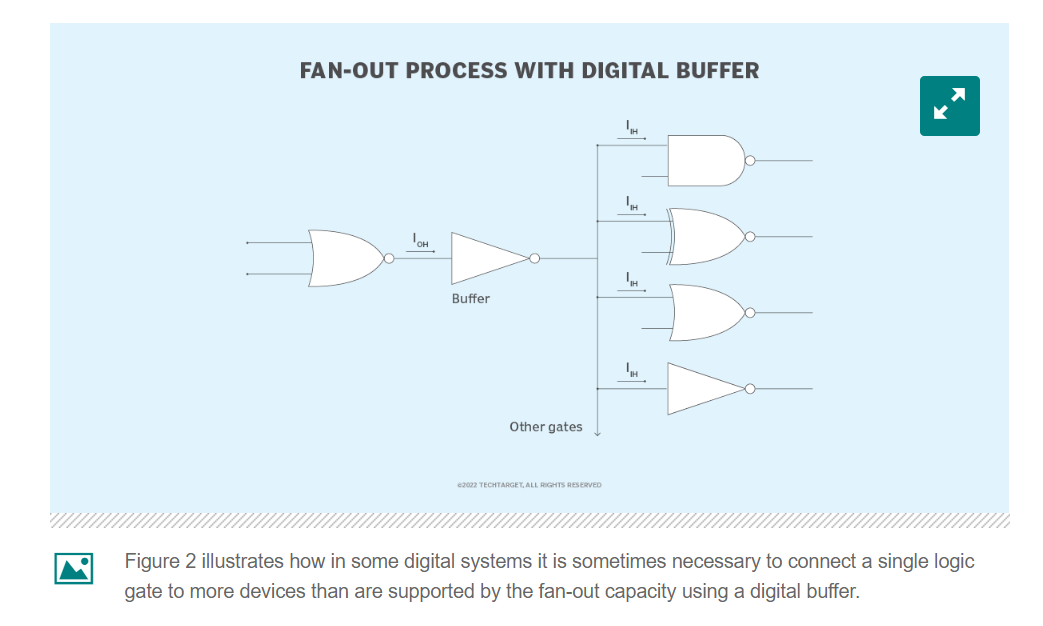 FAN-OUT PROCESS WITH DIGITAL BUFFER
IIH
IIH
IOH
IIH
Buffer
IIH
Other gates
©2022 TECHTARGET, ALL RIGHTS RESERVED
Figure 2 illustrates how in some digital systems it is sometimes necessary to connect a single logic
gate to more devices than are supported by the fan-out capacity using a digital buffer.